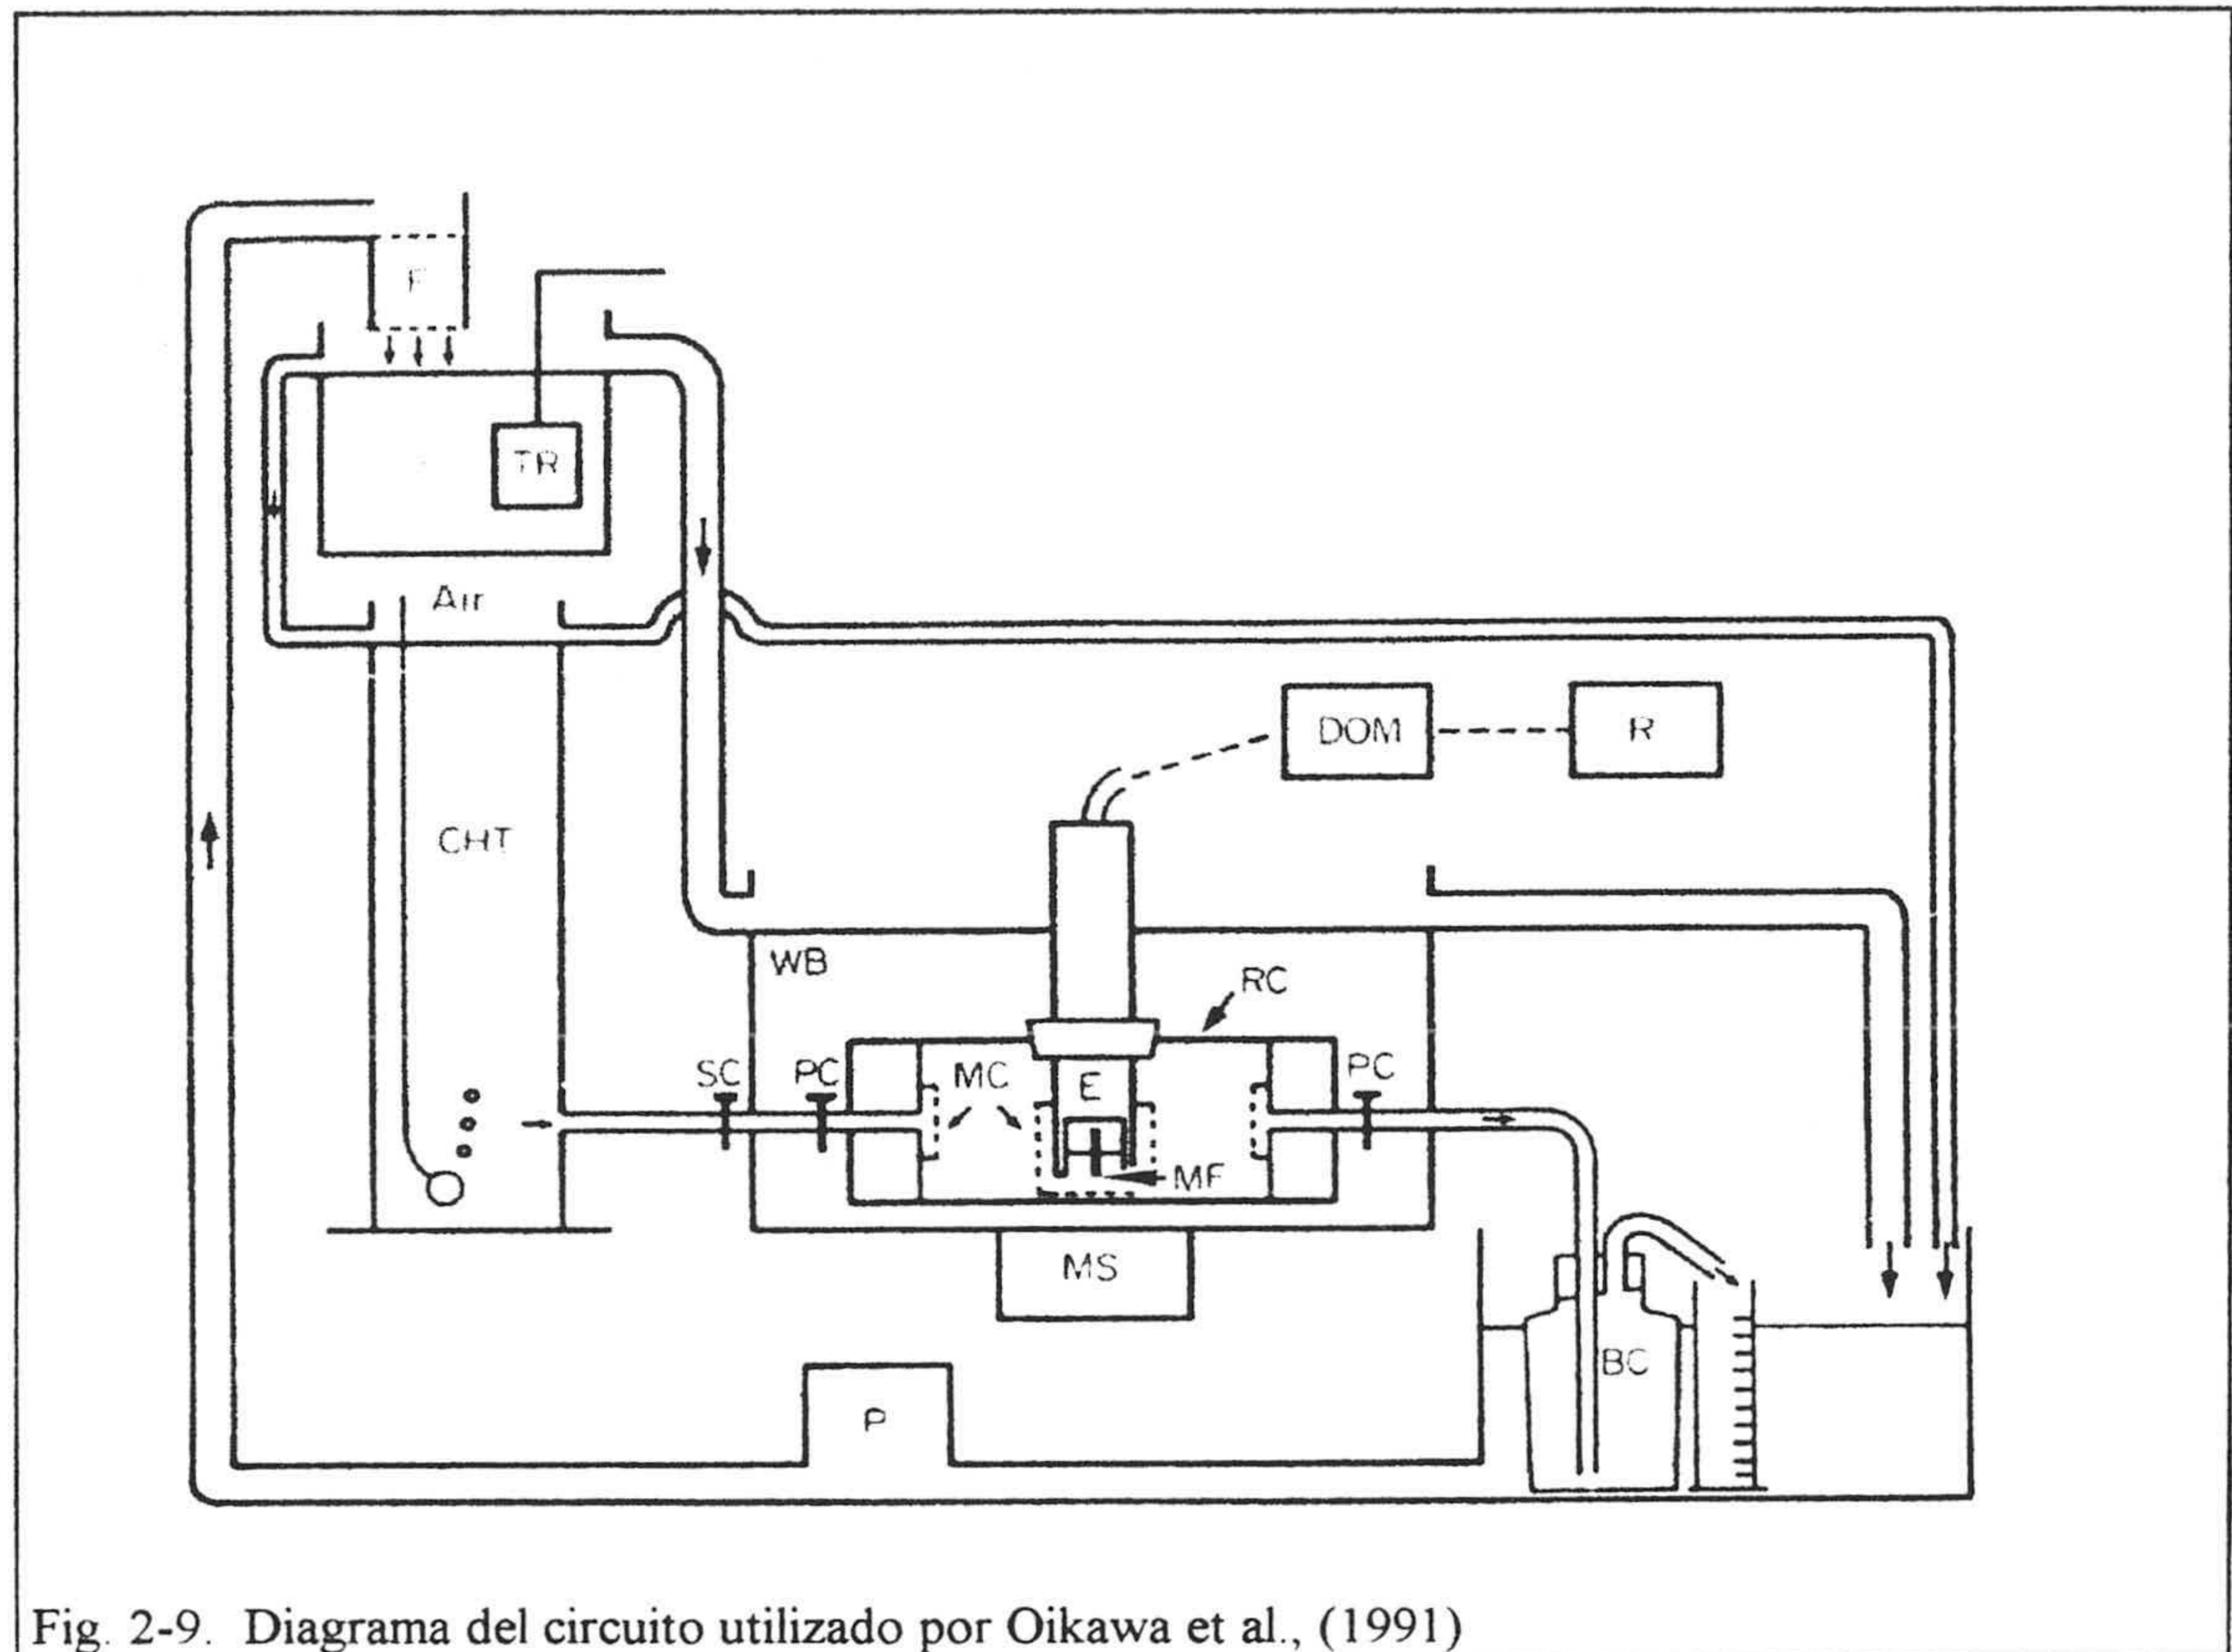 F
TR
Air
DOM
R
CHT
WB
RC
SC
PC
MC
E
PC
MF
MS
BC
P
Fig. 2-9. Diagrama del circuito utilizado por Oikawa et al., (1991)